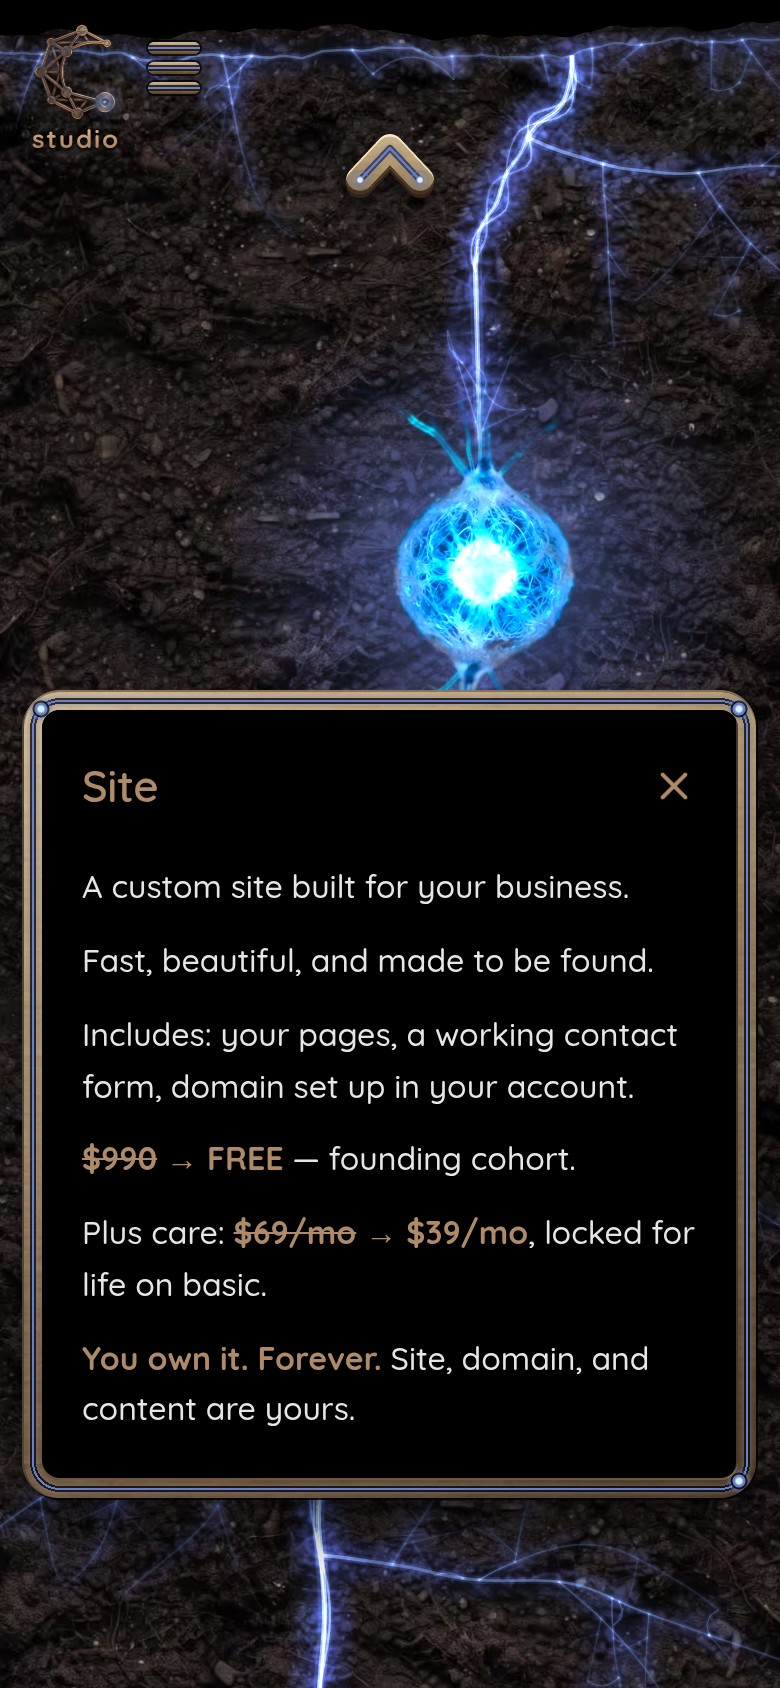 studio
Site
A custom site built for your business.
Fast, beautiful, and made to be found.
Includes: your pages, a working contact
form, domain set up in your account.
$990 → FREE — founding cohort.
Plus care: $69/mo → $39/mo, locked for
life on basic.
You own it. Forever. Site, domain, and
content are yours.